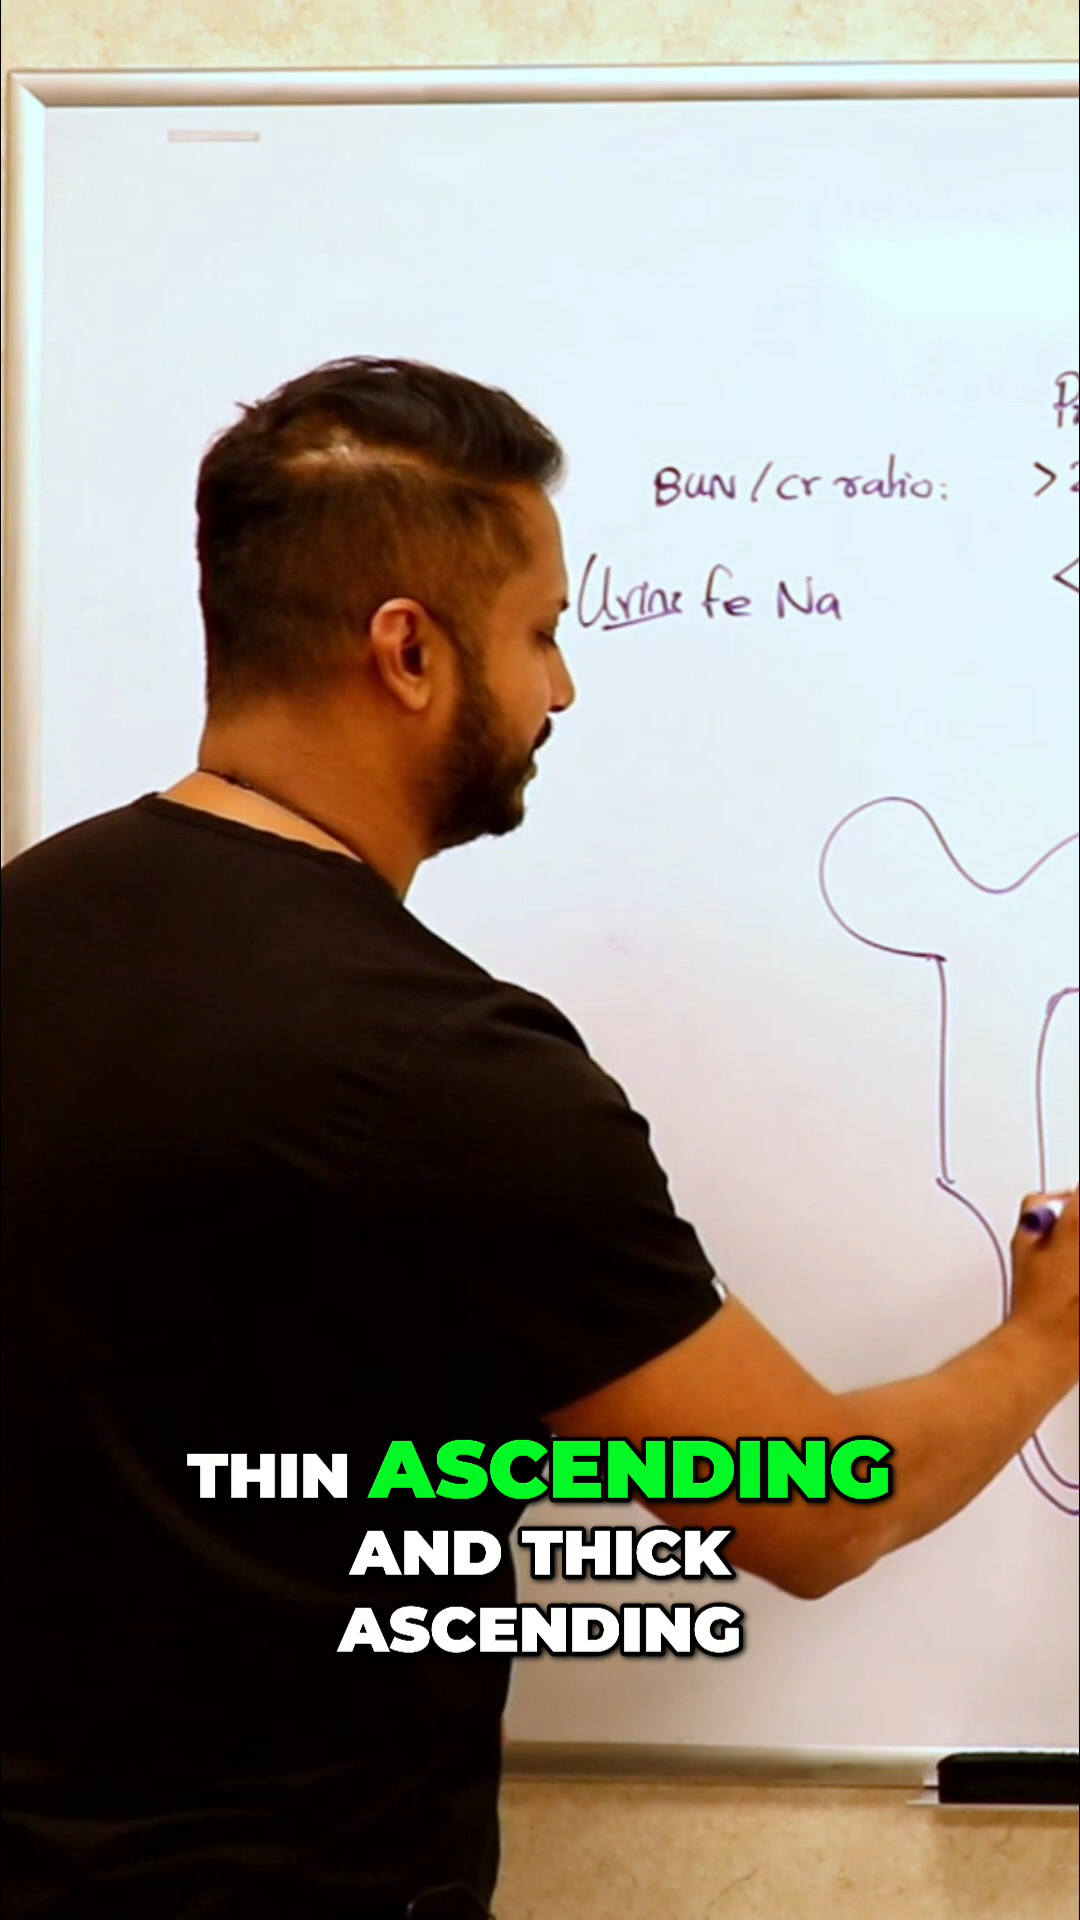 BUN / cr ratio: >
Urine Fe Na <
THIN ASCENDING
AND THICK
ASCENDING